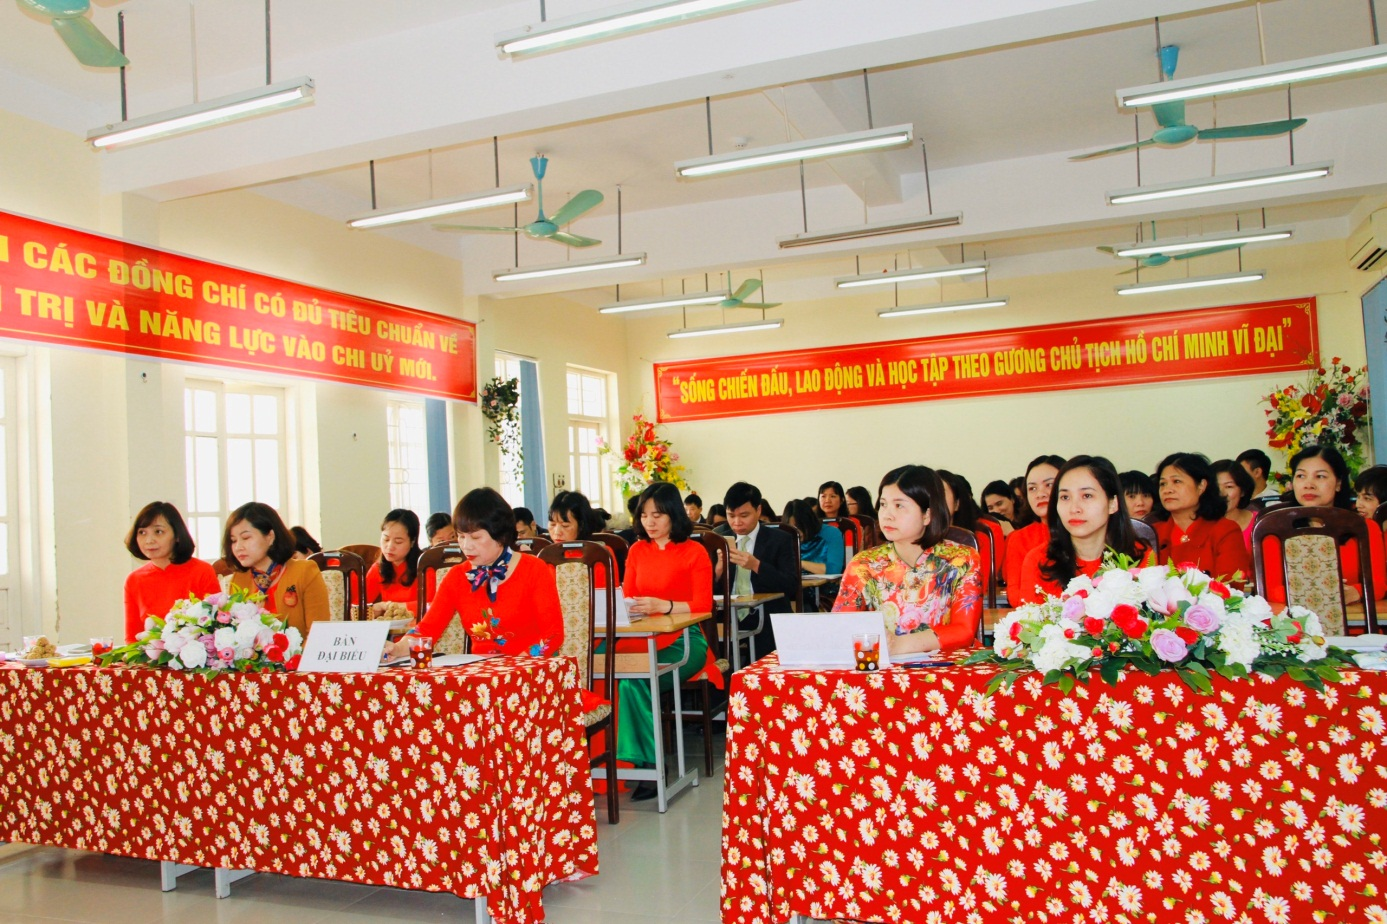 CÁC ĐỒNG CHÍ CÓ ĐỦ TIÊU CHUẨN VỀ
TRỊ VÀ NĂNG LỰC VÀO CHI UỶ MỚI.
“SỐNG CHIẾN ĐẤU, LAO ĐỘNG VÀ HỌC TẬP THEO GƯƠNG CHỦ TỊCH HỒ CHÍ MINH VĨ ĐẠI”
BÀN
ĐẠI BIỂU